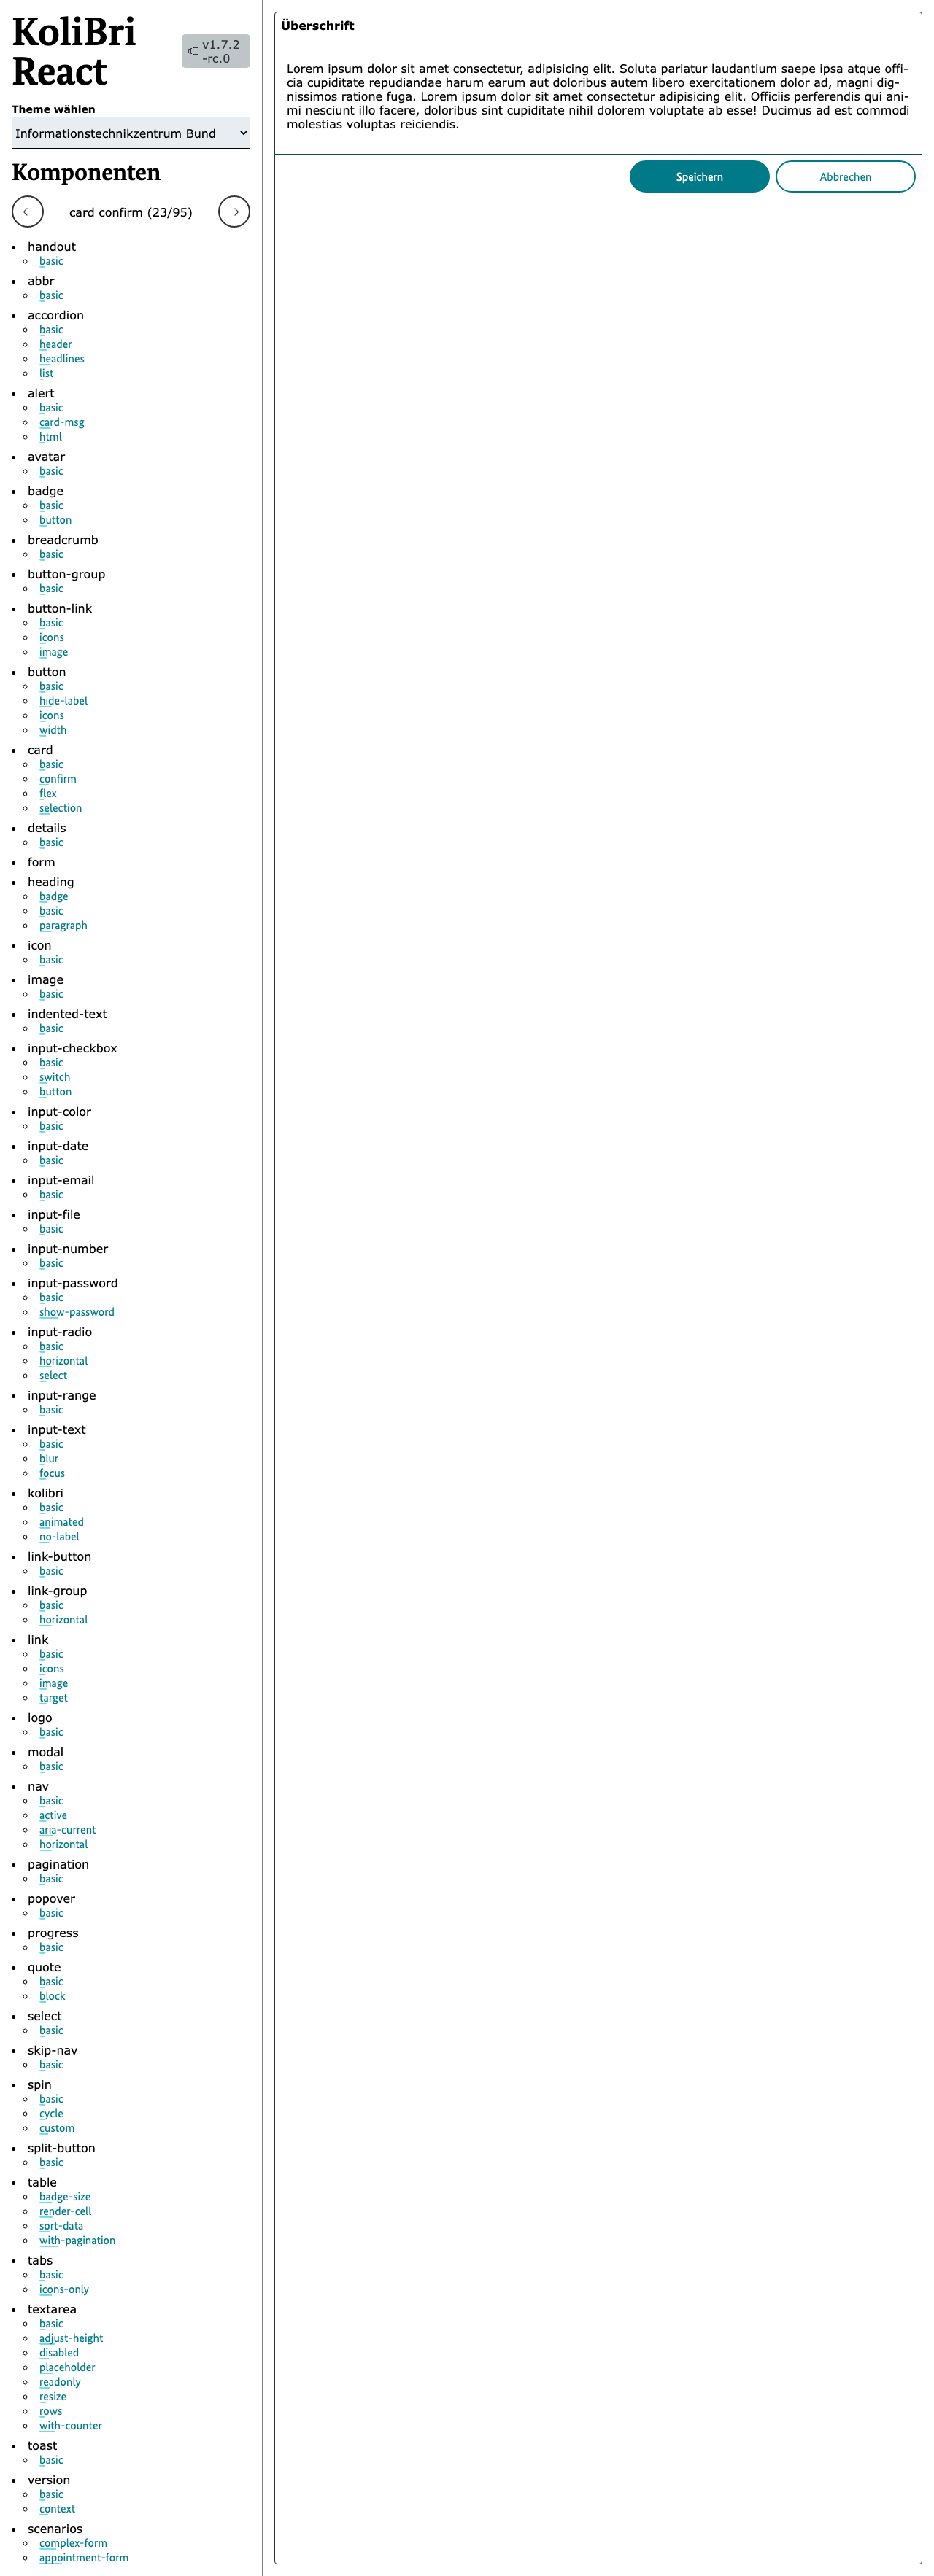 KoliBri
React
v1.7.2
-rc.0
Theme wählen
Informationstechnikzentrum Bund
Komponenten
card confirm (23/95)
handout
basic
abbr
basic
accordion
basic
header
headlines
list
alert
basic
card-msg
html
avatar
basic
badge
basic
button
breadcrumb
basic
button-group
basic
button-link
basic
icons
image
button
basic
hide-label
icons
width
card
basic
confirm
flex
selection
details
basic
form
heading
badge
basic
paragraph
icon
basic
image
basic
indented-text
basic
input-checkbox
basic
switch
button
input-color
basic
input-date
basic
input-email
basic
input-file
basic
input-number
basic
input-password
basic
show-password
input-radio
basic
horizontal
select
input-range
basic
input-text
basic
blur
focus
kolibri
basic
animated
no-label
link-button
basic
link-group
basic
horizontal
link
basic
icons
image
target
logo
basic
modal
basic
nav
basic
active
aria-current
horizontal
pagination
basic
popover
basic
progress
basic
quote
basic
block
select
basic
skip-nav
basic
spin
basic
cycle
custom
split-button
basic
table
badge-size
render-cell
sort-data
with-pagination
tabs
basic
icons-only
textarea
basic
adjust-height
disabled
placeholder
readonly
resize
rows
with-counter
toast
basic
version
basic
context
scenarios
complex-form
appointment-form
Überschrift
Lorem ipsum dolor sit amet consectetur, adipisicing elit. Soluta pariatur laudantium saepe ipsa atque offi-
cia cupiditate repudiandae harum earum aut doloribus autem libero exercitationem dolor ad, magni dig-
nissimos ratione fuga. Lorem ipsum dolor sit amet consectetur adipisicing elit. Officiis perferendis qui ani-
mi nesciunt illo facere, doloribus sint cupiditate nihil dolorem voluptate ab esse! Ducimus ad est commodi
molestias voluptas reiciendis.
Speichern
Abbrechen